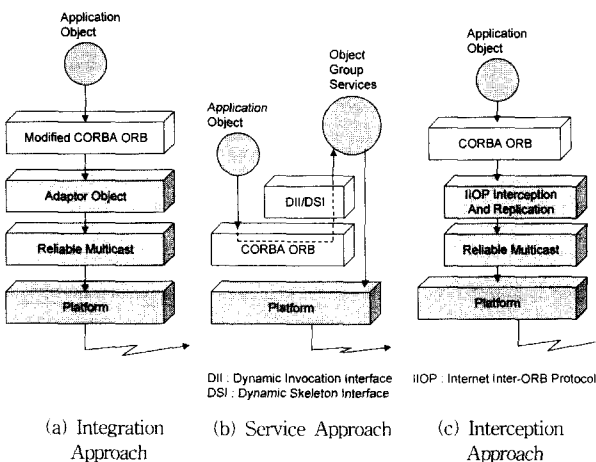 Application
Object
Modified CORBA ORB
Adaptor Object
Reliable Multicast
Platform
(a) Integration
Approach
Object
Group
Services
Application
Object
DII/DSI
CORBA ORB
Platform
DII : Dynamic Invocation Interface
DSI : Dynamic Skeleton Interface
(b) Service Approach
Application
Object
CORBA ORB
IIOP Interception
And Replication
Reliable Multicast
Platform
IIOP : Internet Inter-ORB Protocol
(c) Interception
Approach